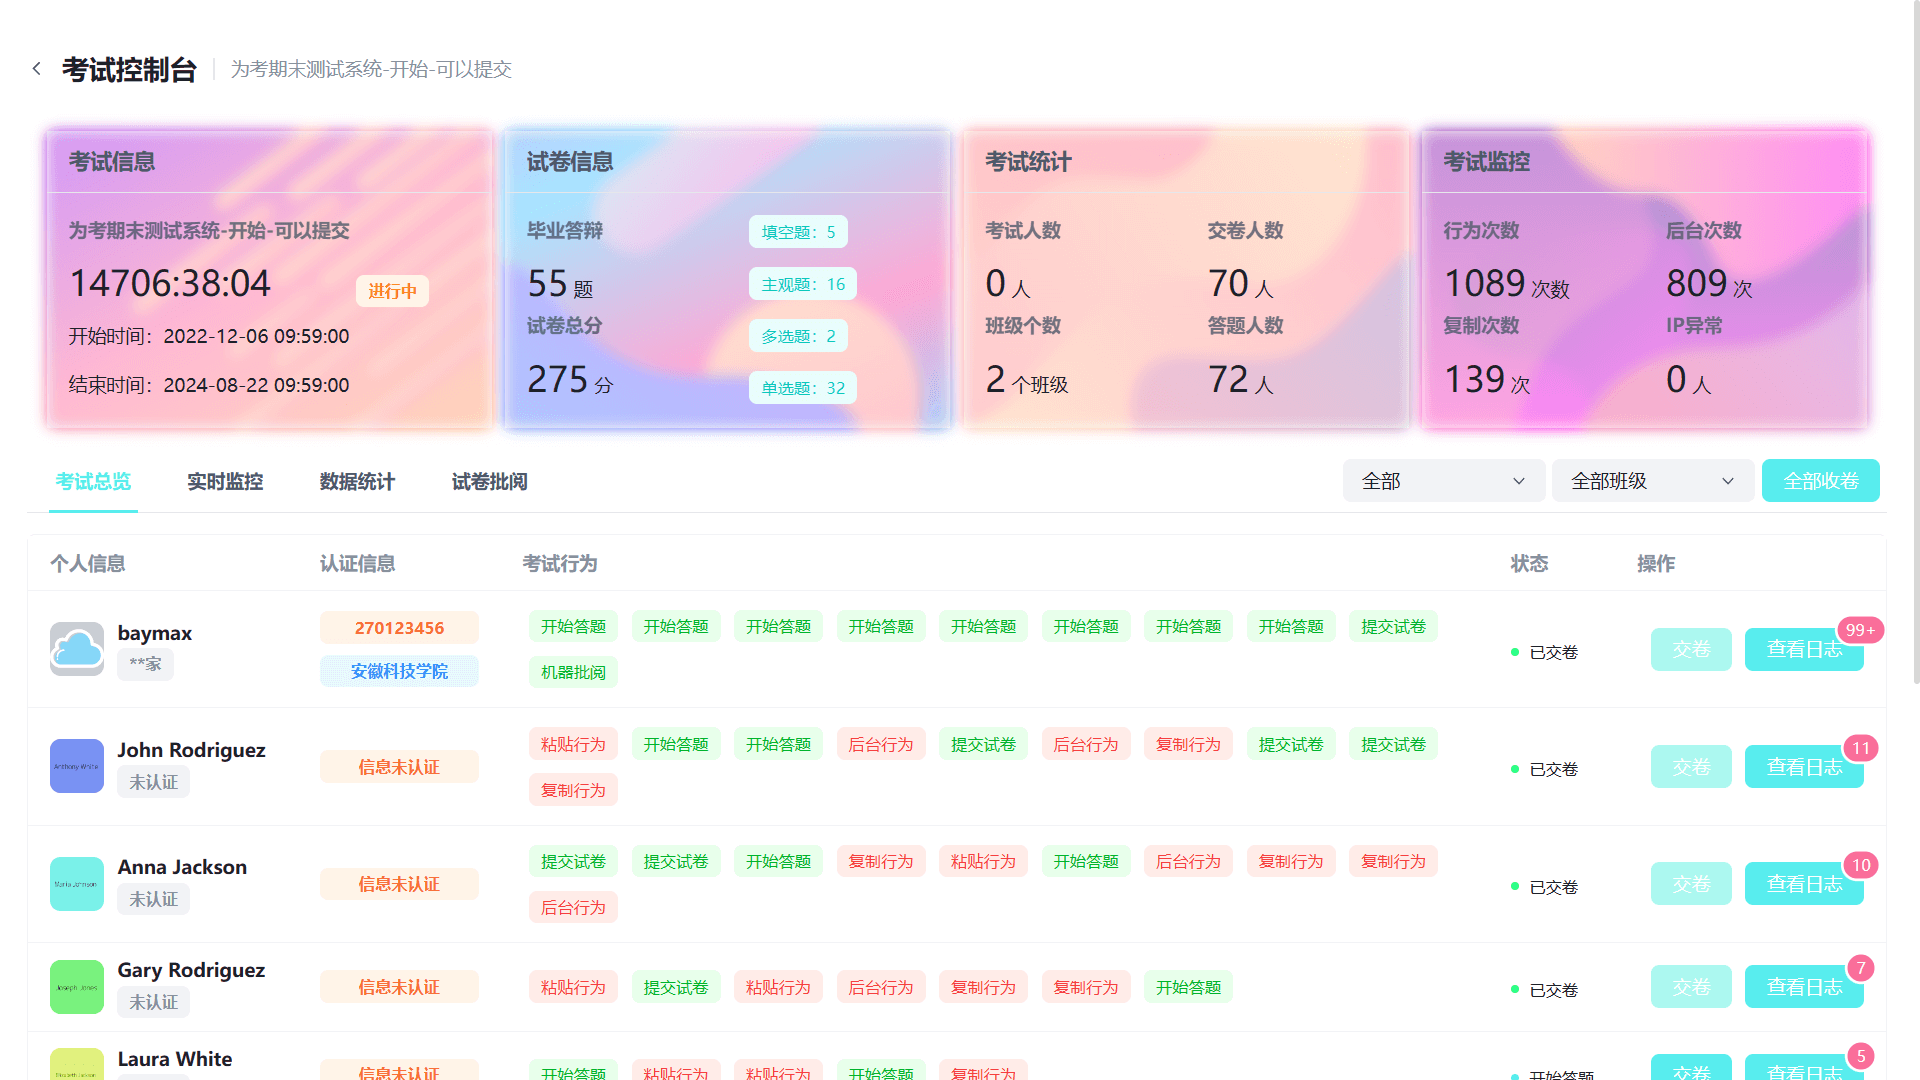 考试控制台
为考期末测试系统-开始-可以提交
考试信息
为考期末测试系统-开始-可以提交
14706:38:04
进行中
开始时间：2022-12-06 09:59:00
结束时间：2024-08-22 09:59:00
试卷信息
毕业答辩
55 题
试卷总分
275 分
填空题：5
主观题：16
多选题：2
单选题：32
考试统计
考试人数
0 人
交卷人数
70 人
班级个数
2 个班级
答题人数
72 人
考试监控
行为次数
1089 次数
后台次数
809 次
复制次数
139 次
IP异常
0 人
考试总览 实时监控 数据统计 试卷批阅
全部 全部班级 全部收卷
个人信息 认证信息 考试行为 状态 操作
baymax
**家
270123456
安徽科技学院
开始答题 开始答题 开始答题 开始答题 开始答题 开始答题 开始答题 开始答题 提交试卷
机器批阅
已交卷
交卷 查看日志 99+
Anthony White
John Rodriguez
未认证
信息未认证
粘贴行为 开始答题 开始答题 后台行为 提交试卷 后台行为 复制行为 提交试卷 提交试卷
复制行为
已交卷
交卷 查看日志 11
Maria Johnson
Anna Jackson
未认证
信息未认证
提交试卷 提交试卷 开始答题 复制行为 粘贴行为 开始答题 后台行为 复制行为 复制行为
后台行为
已交卷
交卷 查看日志 10
Joseph Jones
Gary Rodriguez
未认证
信息未认证
粘贴行为 提交试卷 粘贴行为 后台行为 复制行为 复制行为 开始答题
已交卷
交卷 查看日志 7
Laura White
信息未认证
开始答题 粘贴行为 粘贴行为 开始答题 复制行为
开始答题
交卷 查看日志 5